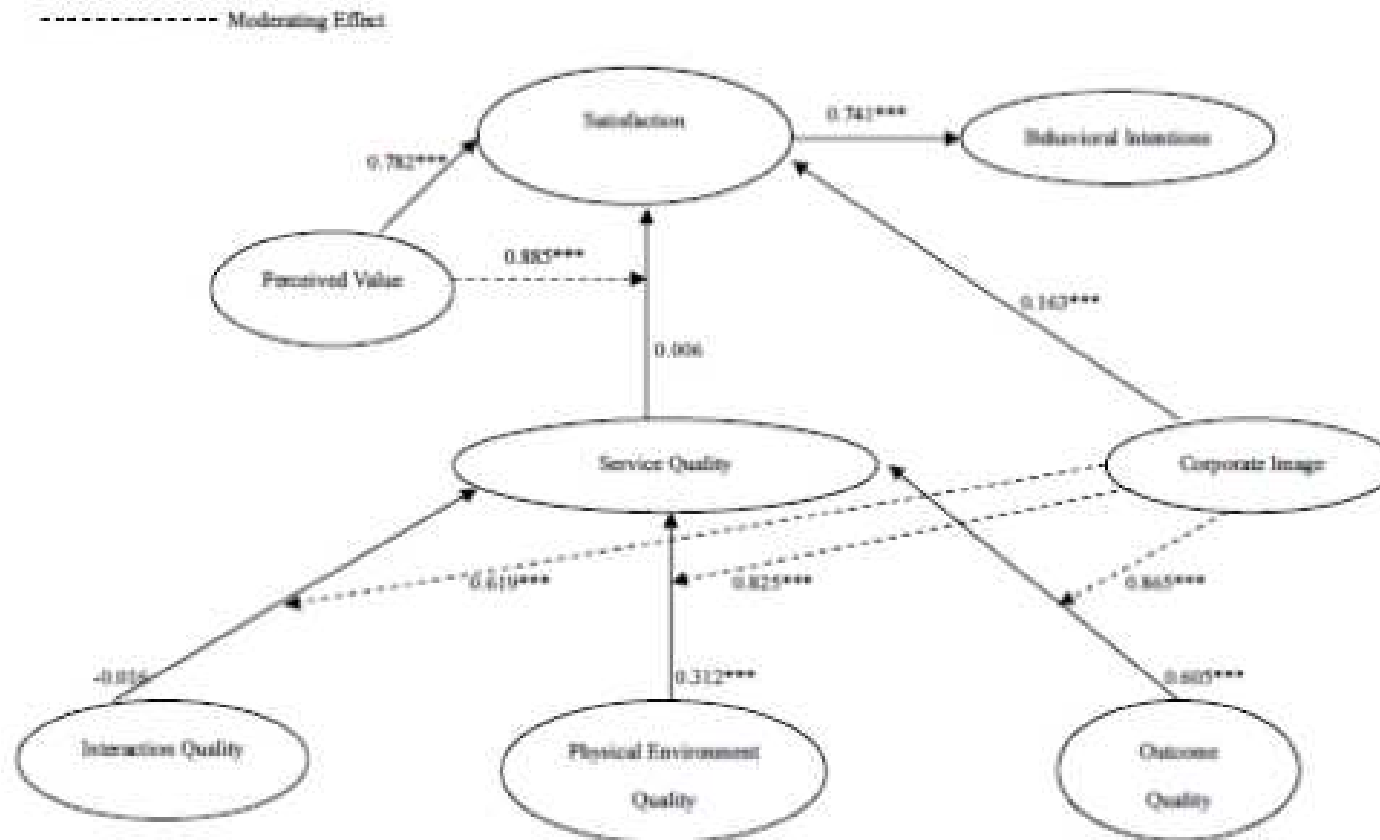 Moderating Effect
Satisfaction
0.741***
Behavioral Intentions
0.782***
Perceived Value
0.885***
0.163***
0.006
Service Quality
Corporate Image
0.619***
0.825***
0.865***
0.312***
0.605***
Interaction Quality
Physical Environment
Quality
Outcome
Quality